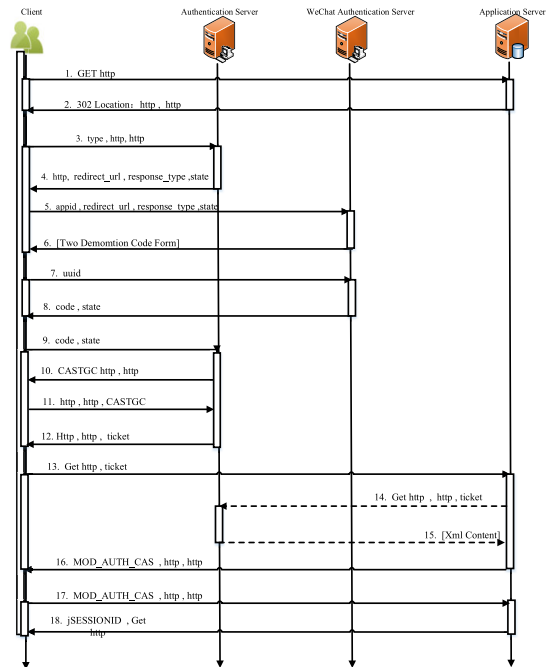 Client
Authentication Server
WeChat Authentication Server
Application Server
1. GET http
2. 302 Location: http , http
3. type , http, http
4. http, redirect_url , response_type ,state
5. appid , redirect_url , response_type ,state
6. [Two Demomtion Code Form]
7. uuid
8. code , state
9. code , state
10. CASTGC http , http
11. http , http , CASTGC
12. Http , http , ticket
13. Get http , ticket
14. Get http , http , ticket
15. [Xml Content]
16. MOD_AUTH_CAS , http , http
17. MOD_AUTH_CAS , http , http
18. jSESSIONID , Get
http